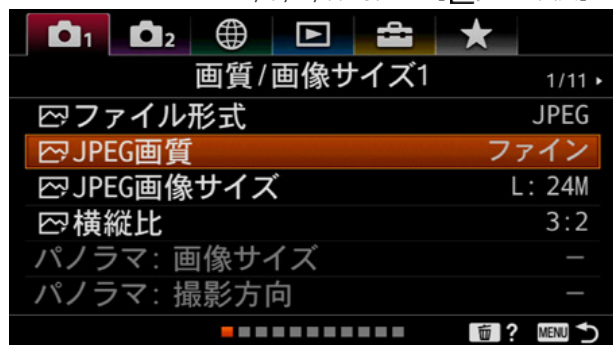 1 2
画質/画像サイズ1 1/11
ファイル形式 JPEG
JPEG画質 ファイン
JPEG画像サイズ L: 24M
横縦比 3:2
パノラマ: 画像サイズ −
パノラマ: 撮影方向 −
? MENU